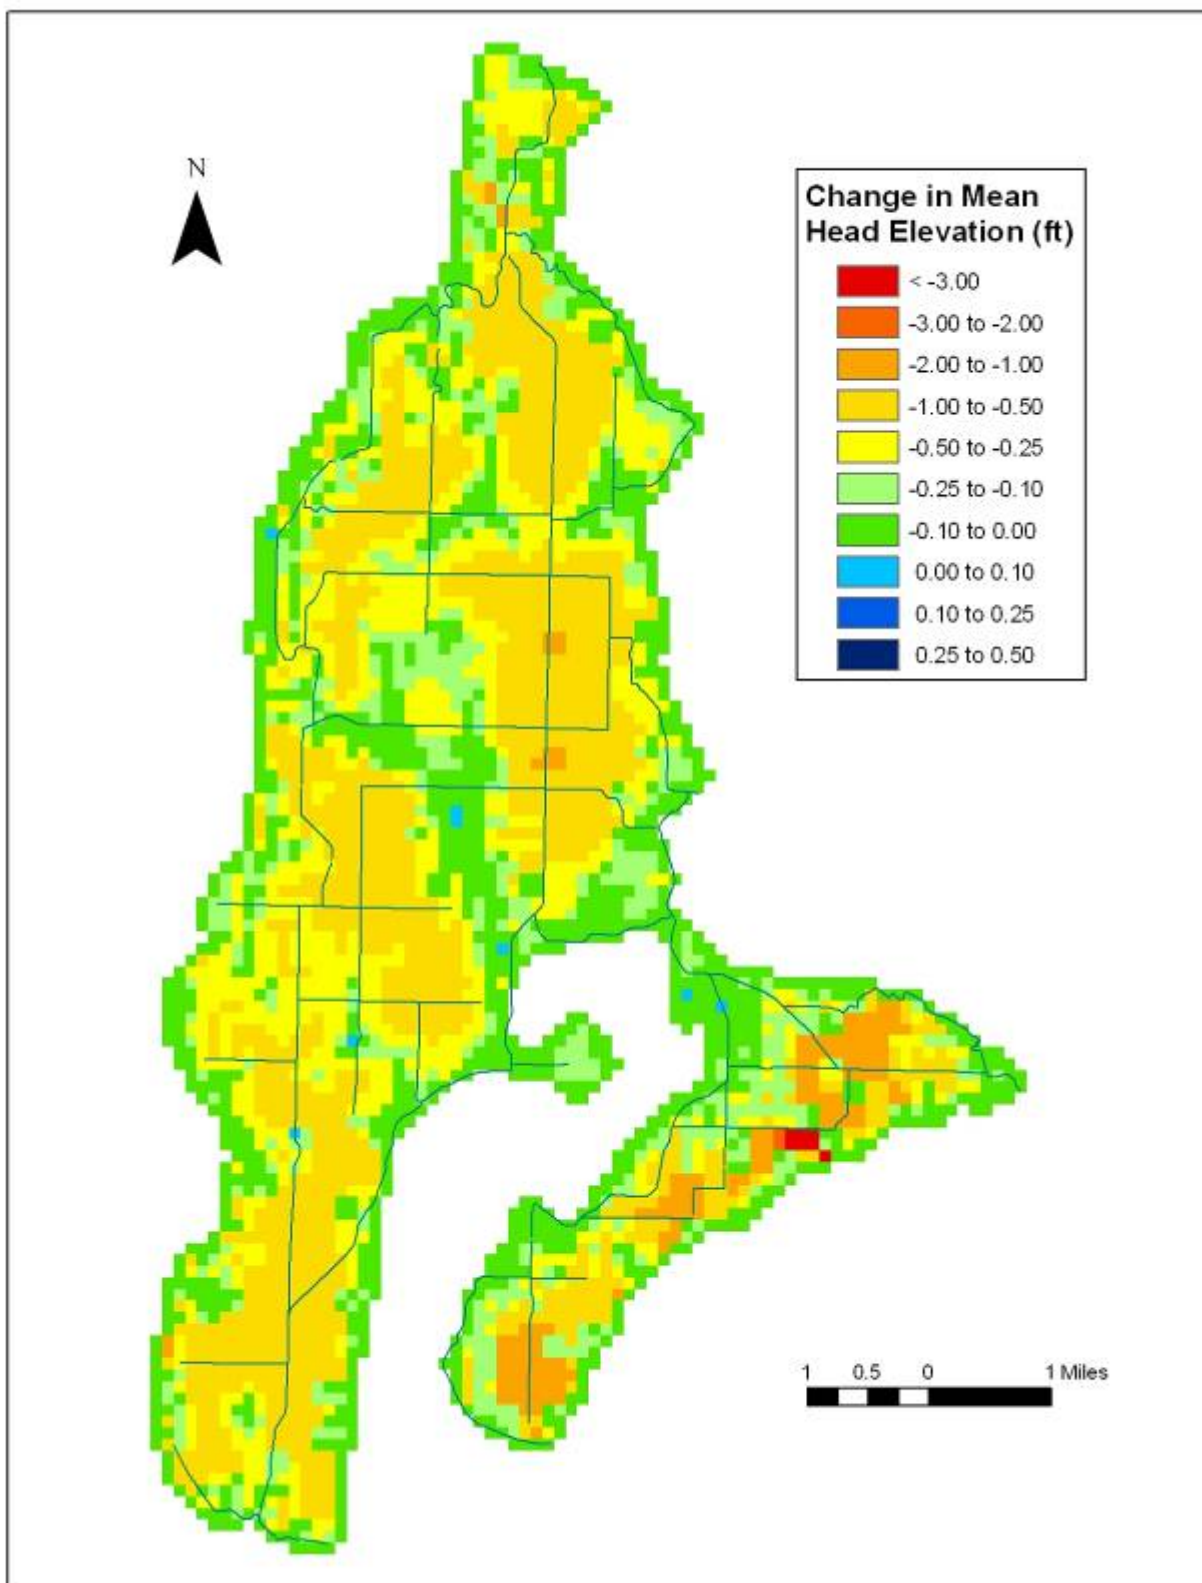 N
Change in Mean
Head Elevation (ft)
< -3.00
-3.00 to -2.00
-2.00 to -1.00
-1.00 to -0.50
-0.50 to -0.25
-0.25 to -0.10
-0.10 to 0.00
0.00 to 0.10
0.10 to 0.25
0.25 to 0.50
1 0.5 0 1 Miles